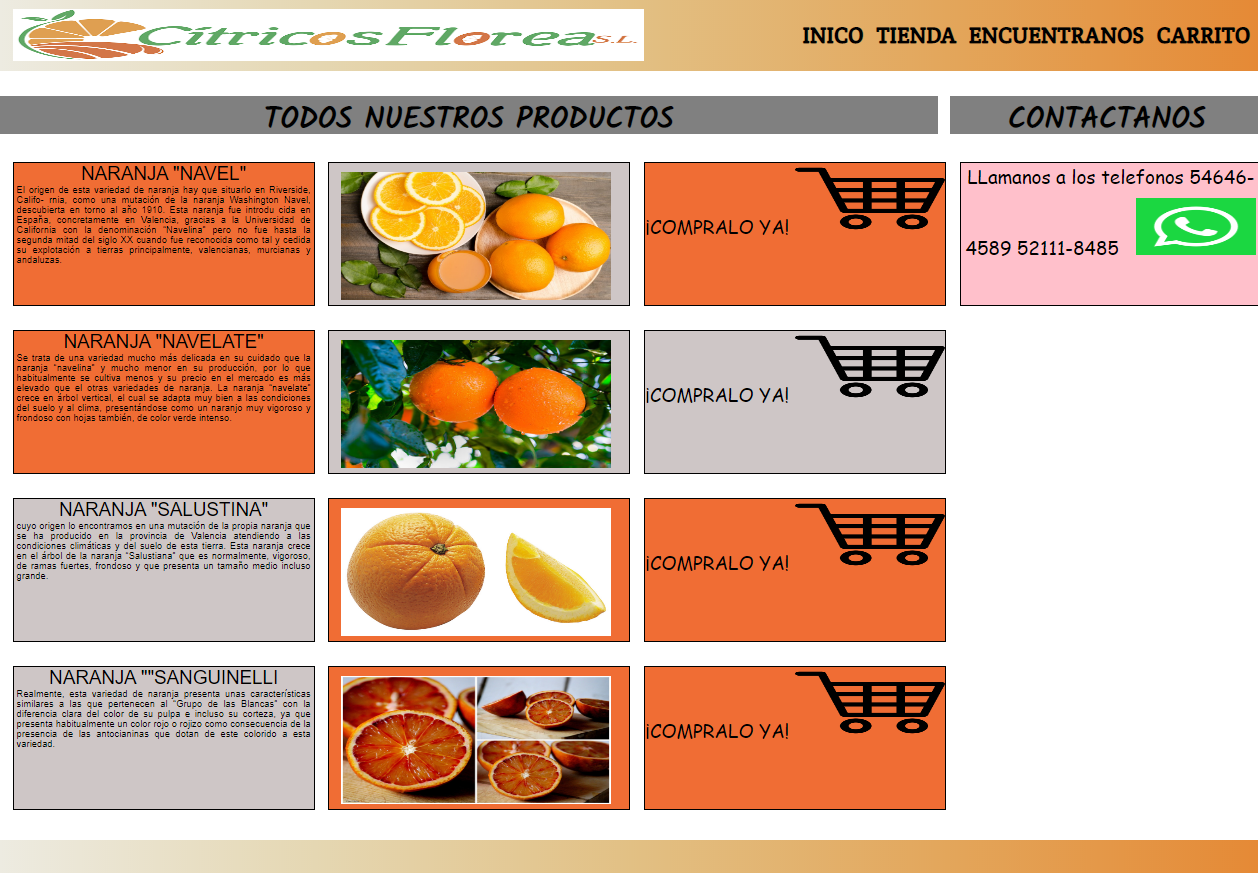 CítricosFlorea S.L.
INICO TIENDA ENCUENTRANOS CARRITO
TODOS NUESTROS PRODUCTOS
CONTACTANOS
NARANJA "NAVEL"
El origen de esta variedad de naranja hay que situarlo en Riverside,
Califo- rnia, como una mutación de la naranja Washington Navel,
descubierta en torno al año 1910. Esta naranja fue introdu cida en
España, concretamente en Valencia, gracias a la Universidad de
California con la denominación "Navelina" pero no fue hasta la
segunda mitad del siglo XX cuando fue reconocida como tal y cedida
su explotación a tierras principalmente, valencianas, murcianas y
andaluzas.
¡COMPRALO YA!
LLamanos a los telefonos 54646-
4589 52111-8485
NARANJA "NAVELATE"
Se trata de una variedad mucho más delicada en su cuidado que la
naranja "navelina" y mucho menor en su producción, por lo que
habitualmente se cultiva menos y su precio en el mercado es más
elevado que el otras variedades de naranja. La naranja "navelate"
crece en árbol vertical, el cual se adapta muy bien a las condiciones
del suelo y al clima, presentándose como un naranjo muy vigoroso y
frondoso con hojas también, de color verde intenso.
¡COMPRALO YA!
NARANJA "SALUSTINA"
cuyo origen lo encontramos en una mutación de la propia naranja que
se ha producido en la provincia de Valencia atendiendo a las
condiciones climáticas y del suelo de esta tierra. Esta naranja crece
en el árbol de la naranja "Salustiana" que es normalmente, vigoroso,
de ramas fuertes, frondoso y que presenta un tamaño medio incluso
grande.
¡COMPRALO YA!
NARANJA ""SANGUINELLI
Realmente, esta variedad de naranja presenta unas características
similares a las que pertenecen al "Grupo de las Blancas" con la
diferencia clara del color de su pulpa e incluso su corteza, ya que
presenta habitualmente un color rojo o rojizo como consecuencia de la
presencia de las antocianinas que dotan de este colorido a esta
variedad.
¡COMPRALO YA!